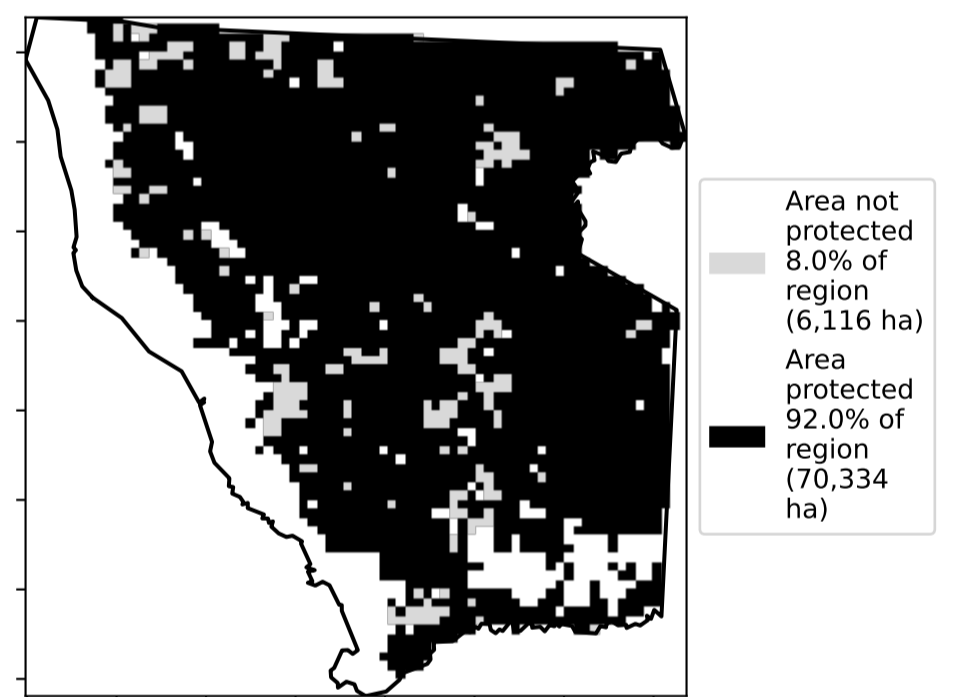 Area not
protected
8.0% of
region
(6,116 ha)
Area
protected
92.0% of
region
(70,334
ha)